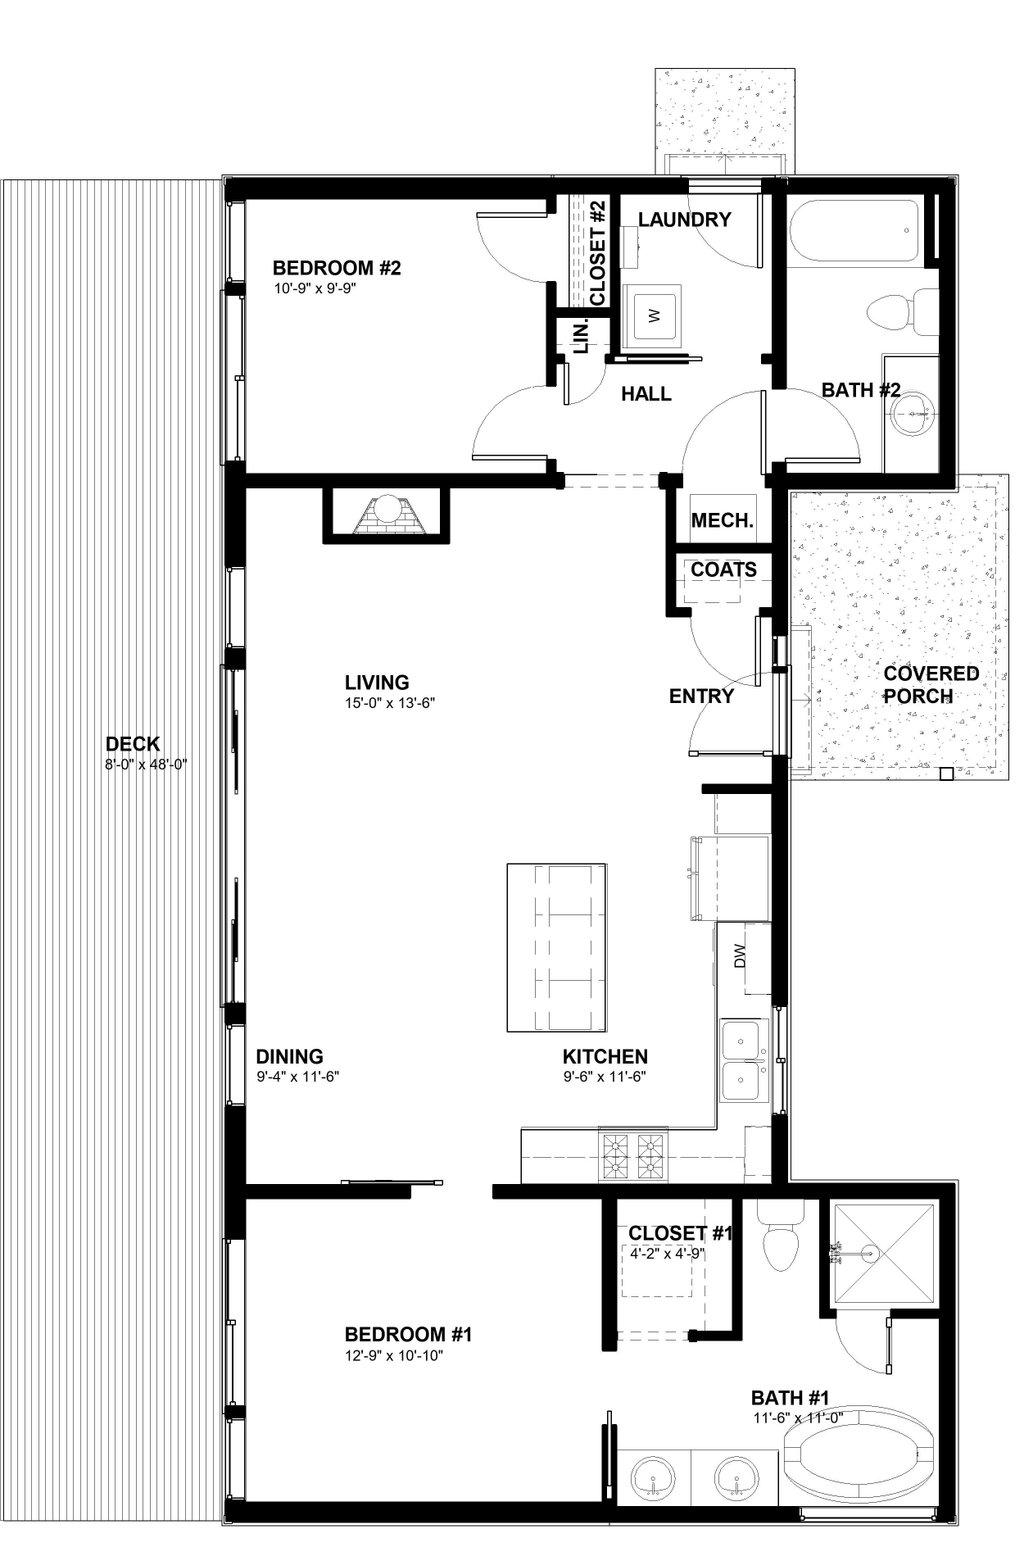 LAUNDRY
CLOSET #2
BEDROOM #2
10'-9" x 9'-9"
W
LIN.
HALL
BATH #2
MECH.
COATS
LIVING
15'-0" x 13'-6"
ENTRY
COVERED
PORCH
DECK
8'-0" x 48'-0"
DW
DINING
9'-4" x 11'-6"
KITCHEN
9'-6" x 11'-6"
CLOSET #1
4'-2" x 4'-9"
BEDROOM #1
12'-9" x 10'-10"
BATH #1
11'-6" x 11'-0"